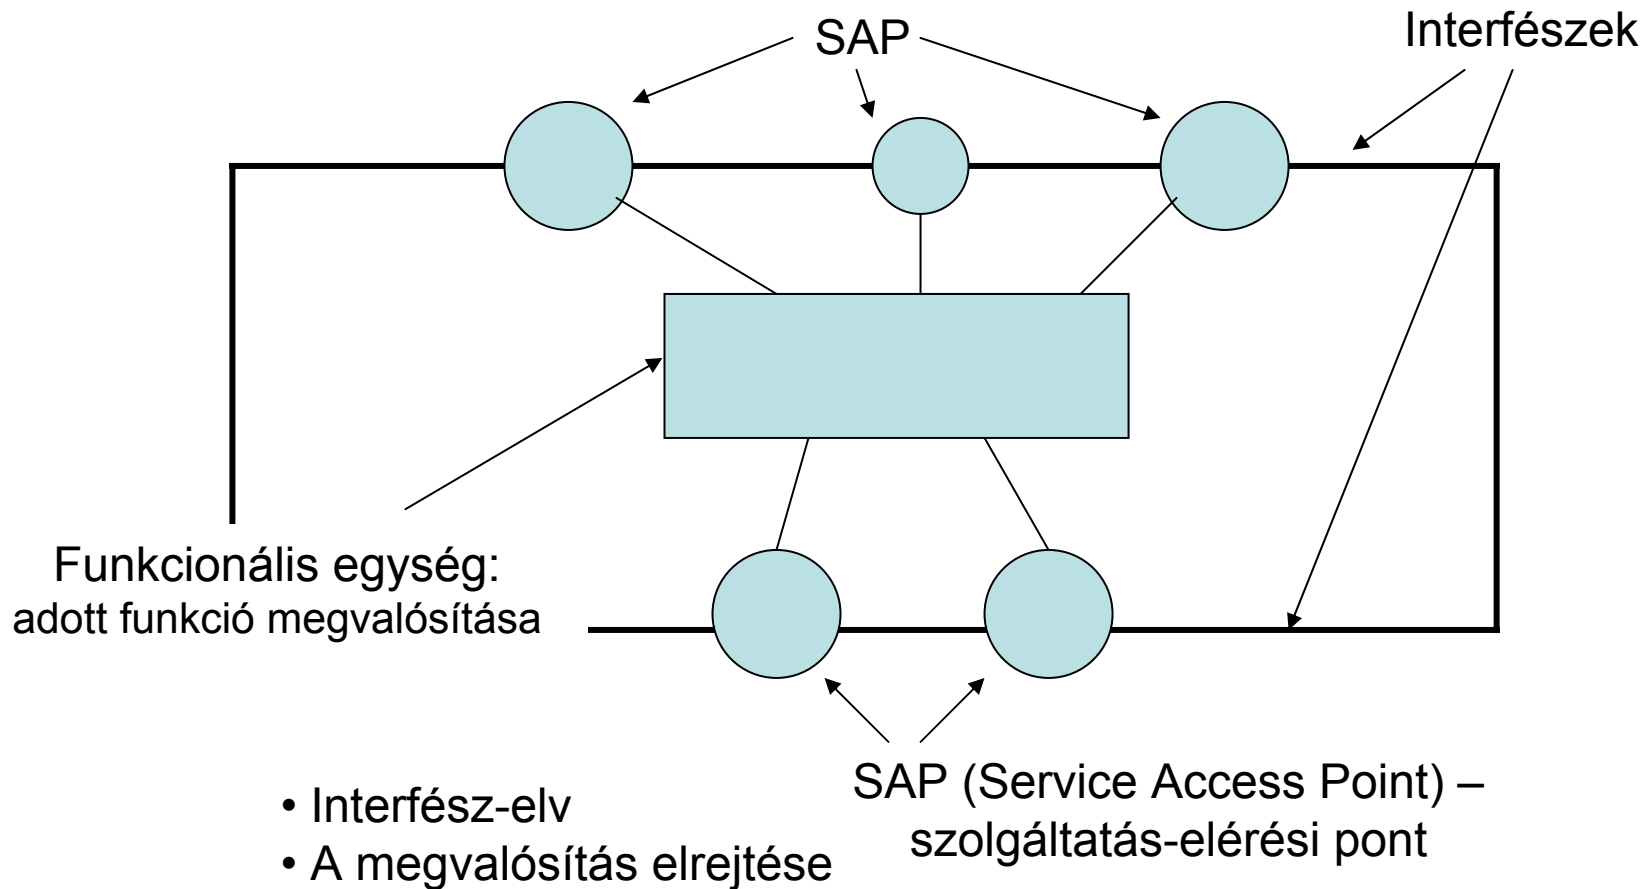 SAP
Interfészek
Funkcionális egység:
adott funkció megvalósítása
SAP (Service Access Point) –
szolgáltatás-elérési pont
• Interfész-elv
• A megvalósítás elrejtése